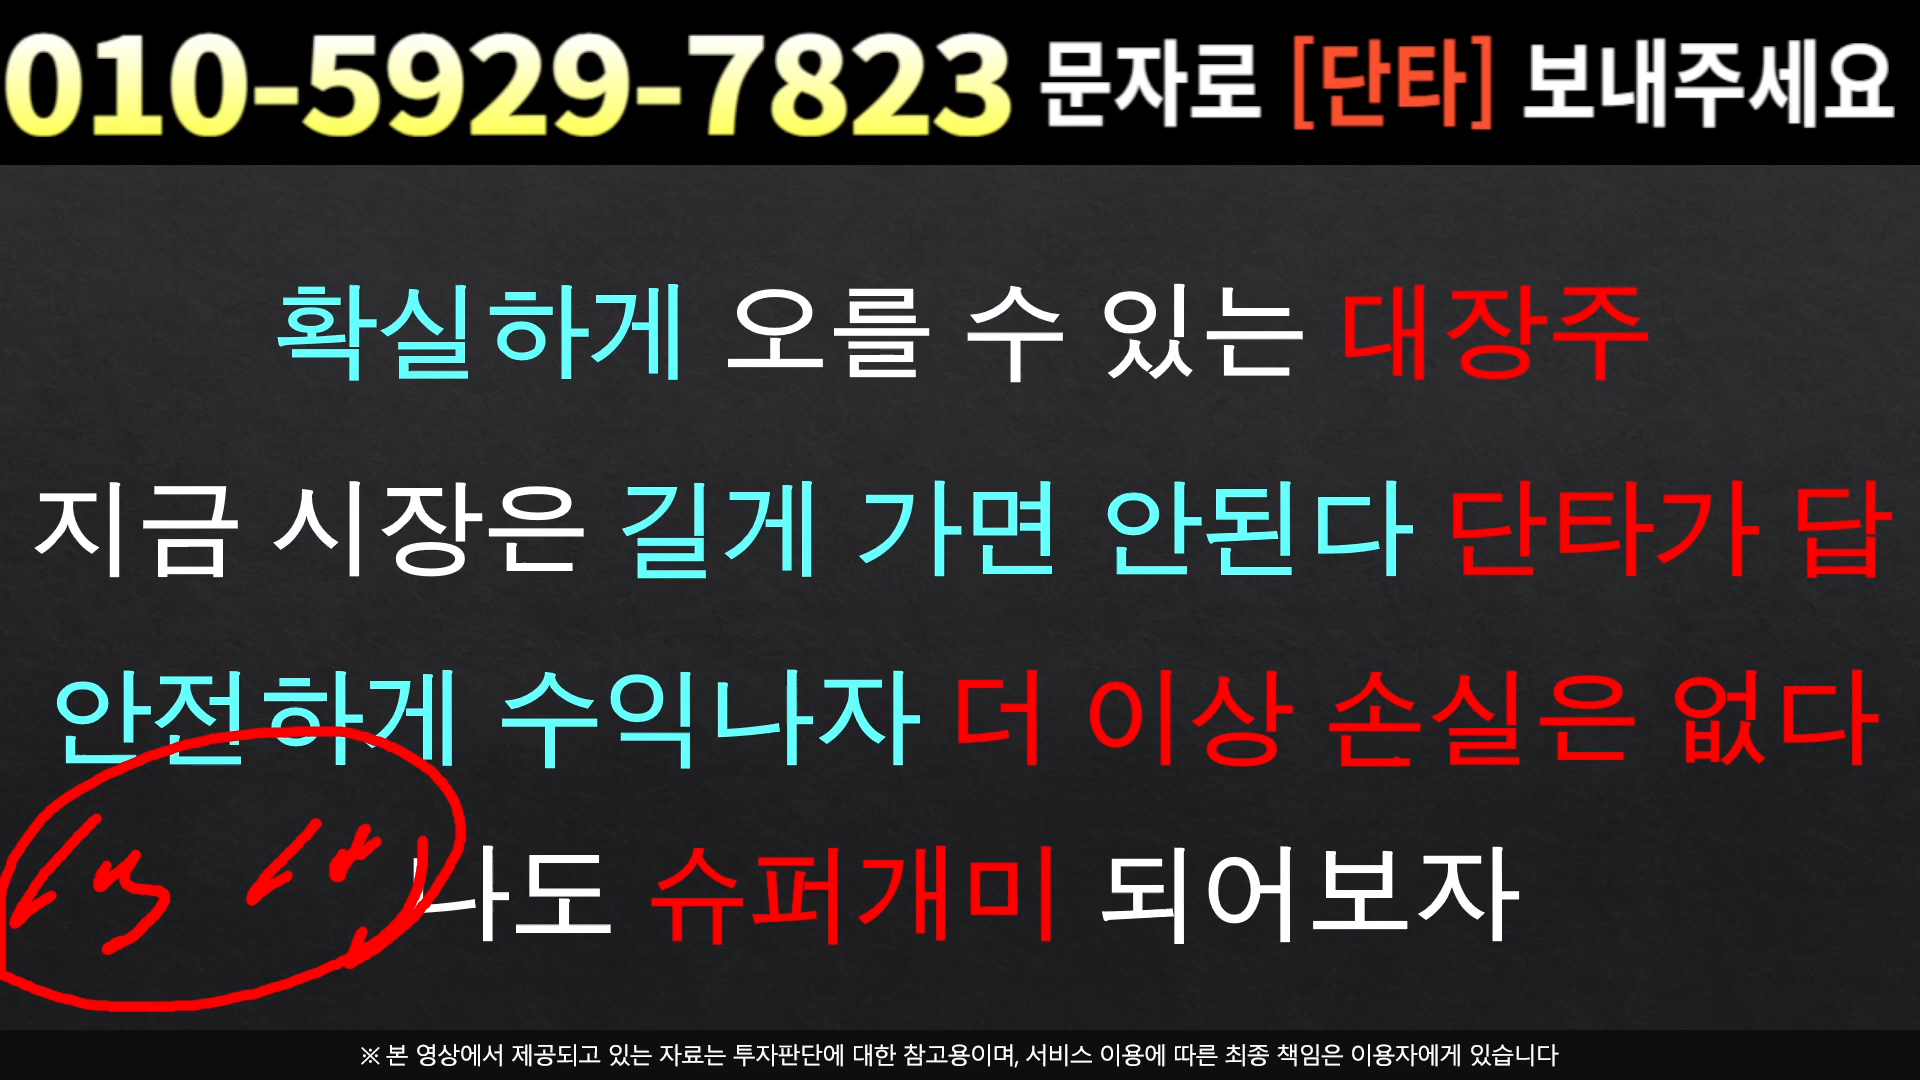 010-5929-7823 문자로 [단타] 보내주세요
확실하게 오를 수 있는 대장주
지금 시장은 길게 가면 안된다 단타가 답
안전하게 수익나자 더 이상 손실은 없다
나도 슈퍼개미 되어보자
※ 본 영상에서 제공되고 있는 자료는 투자판단에 대한 참고용이며, 서비스 이용에 따른 최종 책임은 이용자에게 있습니다